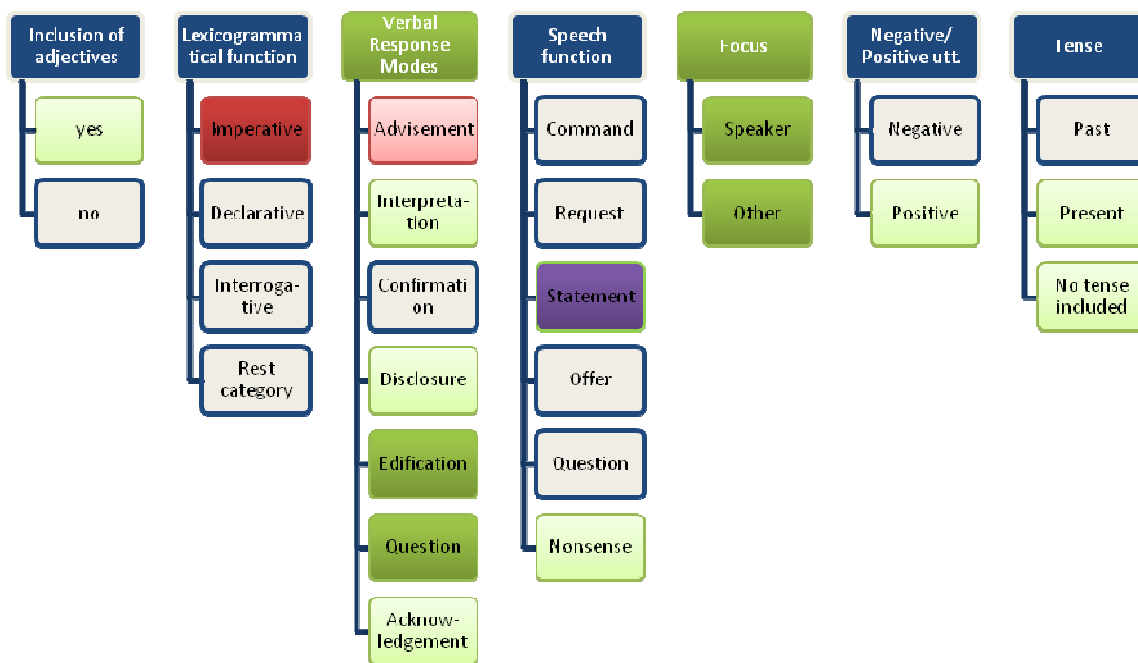 Inclusion of
adjectives
yes
no
Lexicogramma
tical function
Imperative
Declarative
Interroga-
tive
Rest
category
Verbal
Response
Modes
Advisement
Interpreta-
tion
Confirmati
on
Disclosure
Edification
Question
Acknow-
ledgement
Speech
function
Command
Request
Statement
Offer
Question
Nonsense
Focus
Speaker
Other
Negative/
Positive utt.
Negative
Positive
Tense
Past
Present
No tense
included